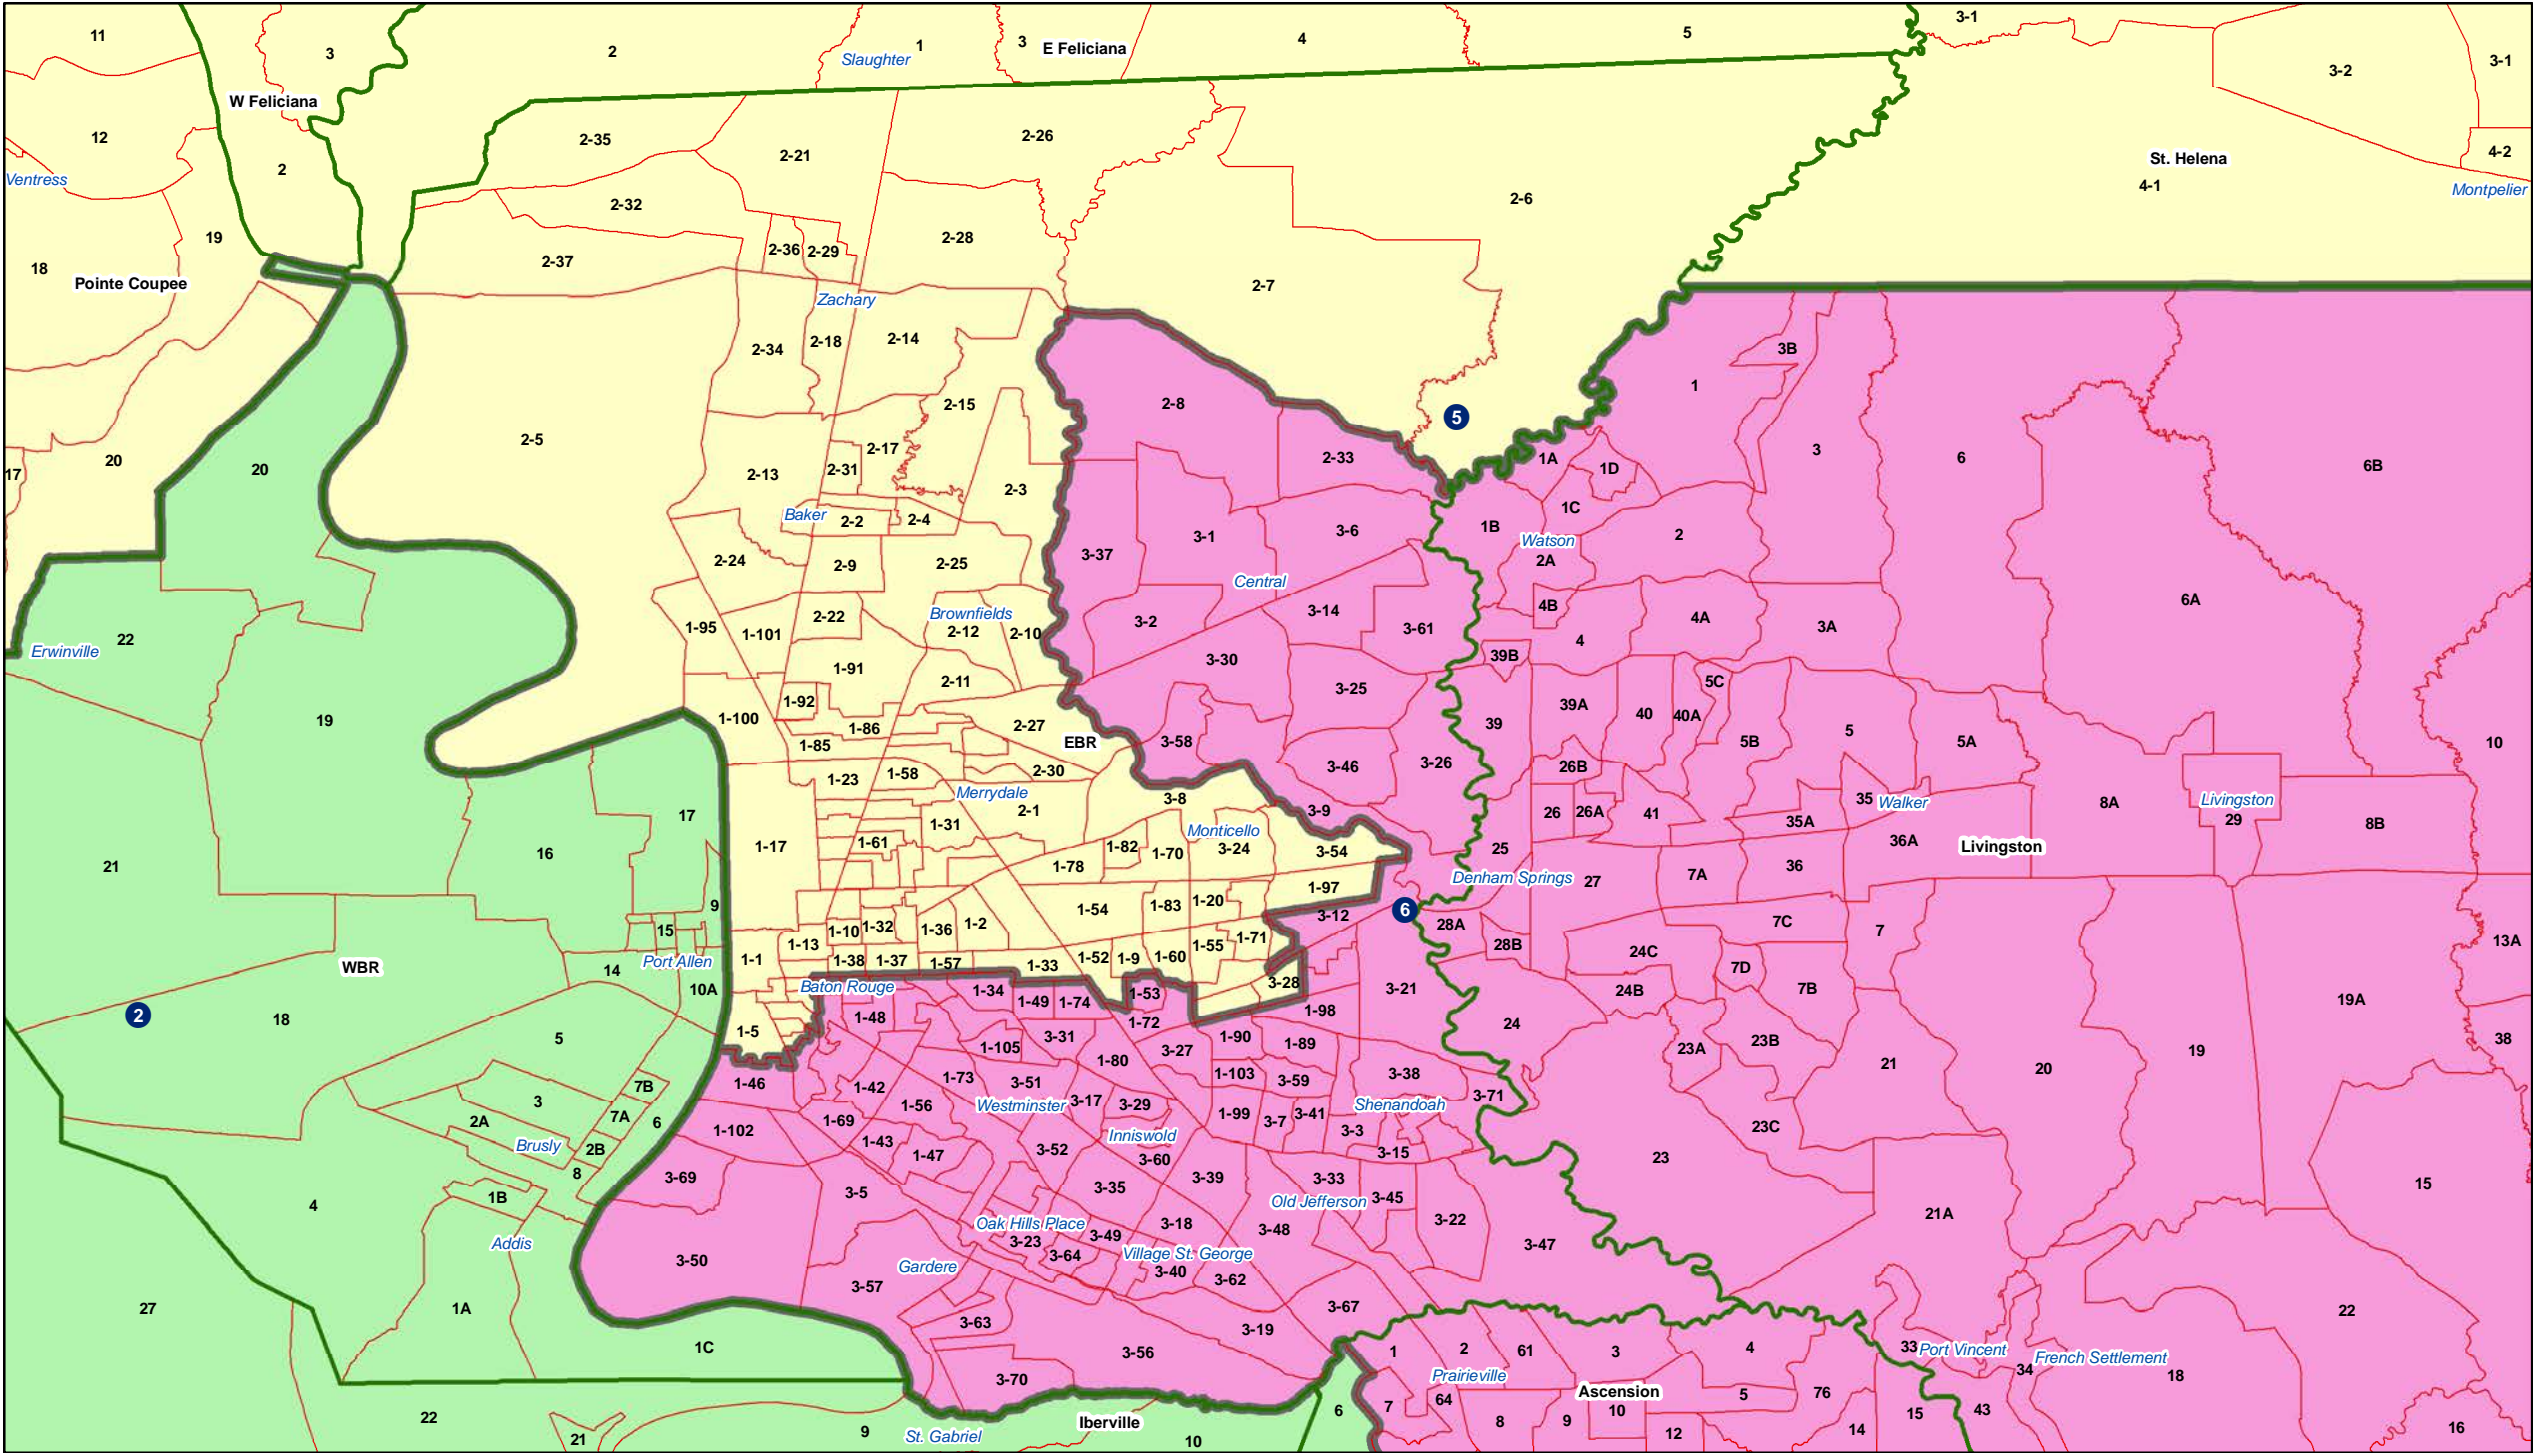 11
3
2
Slaughter
1
3
E Feliciana
4
5
3-1
3-2
3-1
W Feliciana
12
2
2-35
2-21
2-26
St. Helena
4-1
4-2
Montpelier
Ventress
19
2-32
2-6
18
Pointe Coupee
2-37
2-36
2-29
2-28
2-7
Zachary
2-34
2-18
2-14
3B
1
2-8
2-15
5
2-5
2-17
2-13
2-31
2-33
1A
1D
3
6
6B
17
20
20
2-3
Baker
2-2
2-4
1C
1B
3-6
3-1
2
Watson
2A
3-37
2-24
2-9
2-25
Central
22
Erwinville
1-95
1-101
2-22
Brownfields
2-12
2-10
3-2
3-14
3-61
4B
4A
3A
6A
4
39B
3-30
1-91
2-11
3-25
5C
19
1-100
1-92
1-86
1-85
2-27
EBR
3-58
39
39A
40
40A
5B
5
5A
10
3-46
3-26
26B
1-23
1-58
2-30
Merrydale
2-1
3-8
3-9
26
26A
41
35
Walker
35A
8A
Livingston
29
8B
17
1-31
Monticello
3-24
1-17
1-61
1-78
1-82
1-70
3-54
25
36A
Livingston
16
21
1-97
Denham Springs
27
7A
36
9
1-54
1-83
1-20
3-12
6
28A
7C
7
15
1-13
1-10
1-32
1-36
1-2
1-71
1-55
28B
24C
13A
WBR
14
Port Allen
1-1
1-38
1-37
1-57
1-33
1-52
1-9
1-60
3-28
7D
10A
Baton Rouge
1-34
1-49
1-74
1-53
3-21
24B
7B
19A
2
18
1-48
1-72
1-98
24
1-5
5
3-31
1-105
1-80
3-27
1-90
1-89
23A
23B
38
19
20
21
1-46
7B
1-42
1-73
3-51
1-103
3-59
3-38
3
2A
7A
6
1-56
Westminster
3-17
3-29
1-99
3-7
3-41
Shenandoah
3-71
1-69
1-102
Inniswold
3-3
23C
Brusly
2B
1-43
1-47
3-52
3-60
3-15
23
8
3-69
3-39
3-33
15
1B
4
3-5
3-35
Old Jefferson
3-45
Addis
Oak Hills Place
3-23
3-18
3-48
3-22
21A
3-49
3-64
Village St. George
3-47
3-50
Gardere
3-40
3-62
3-57
27
1A
3-63
3-67
22
3-19
1C
3-56
1
2
61
3
4
33
Port Vincent
34
French Settlement
18
3-70
Prairieville
Ascension
5
76
22
Iberville
6
7
64
8
9
10
12
14
15
43
16
21
9
St. Gabriel
10